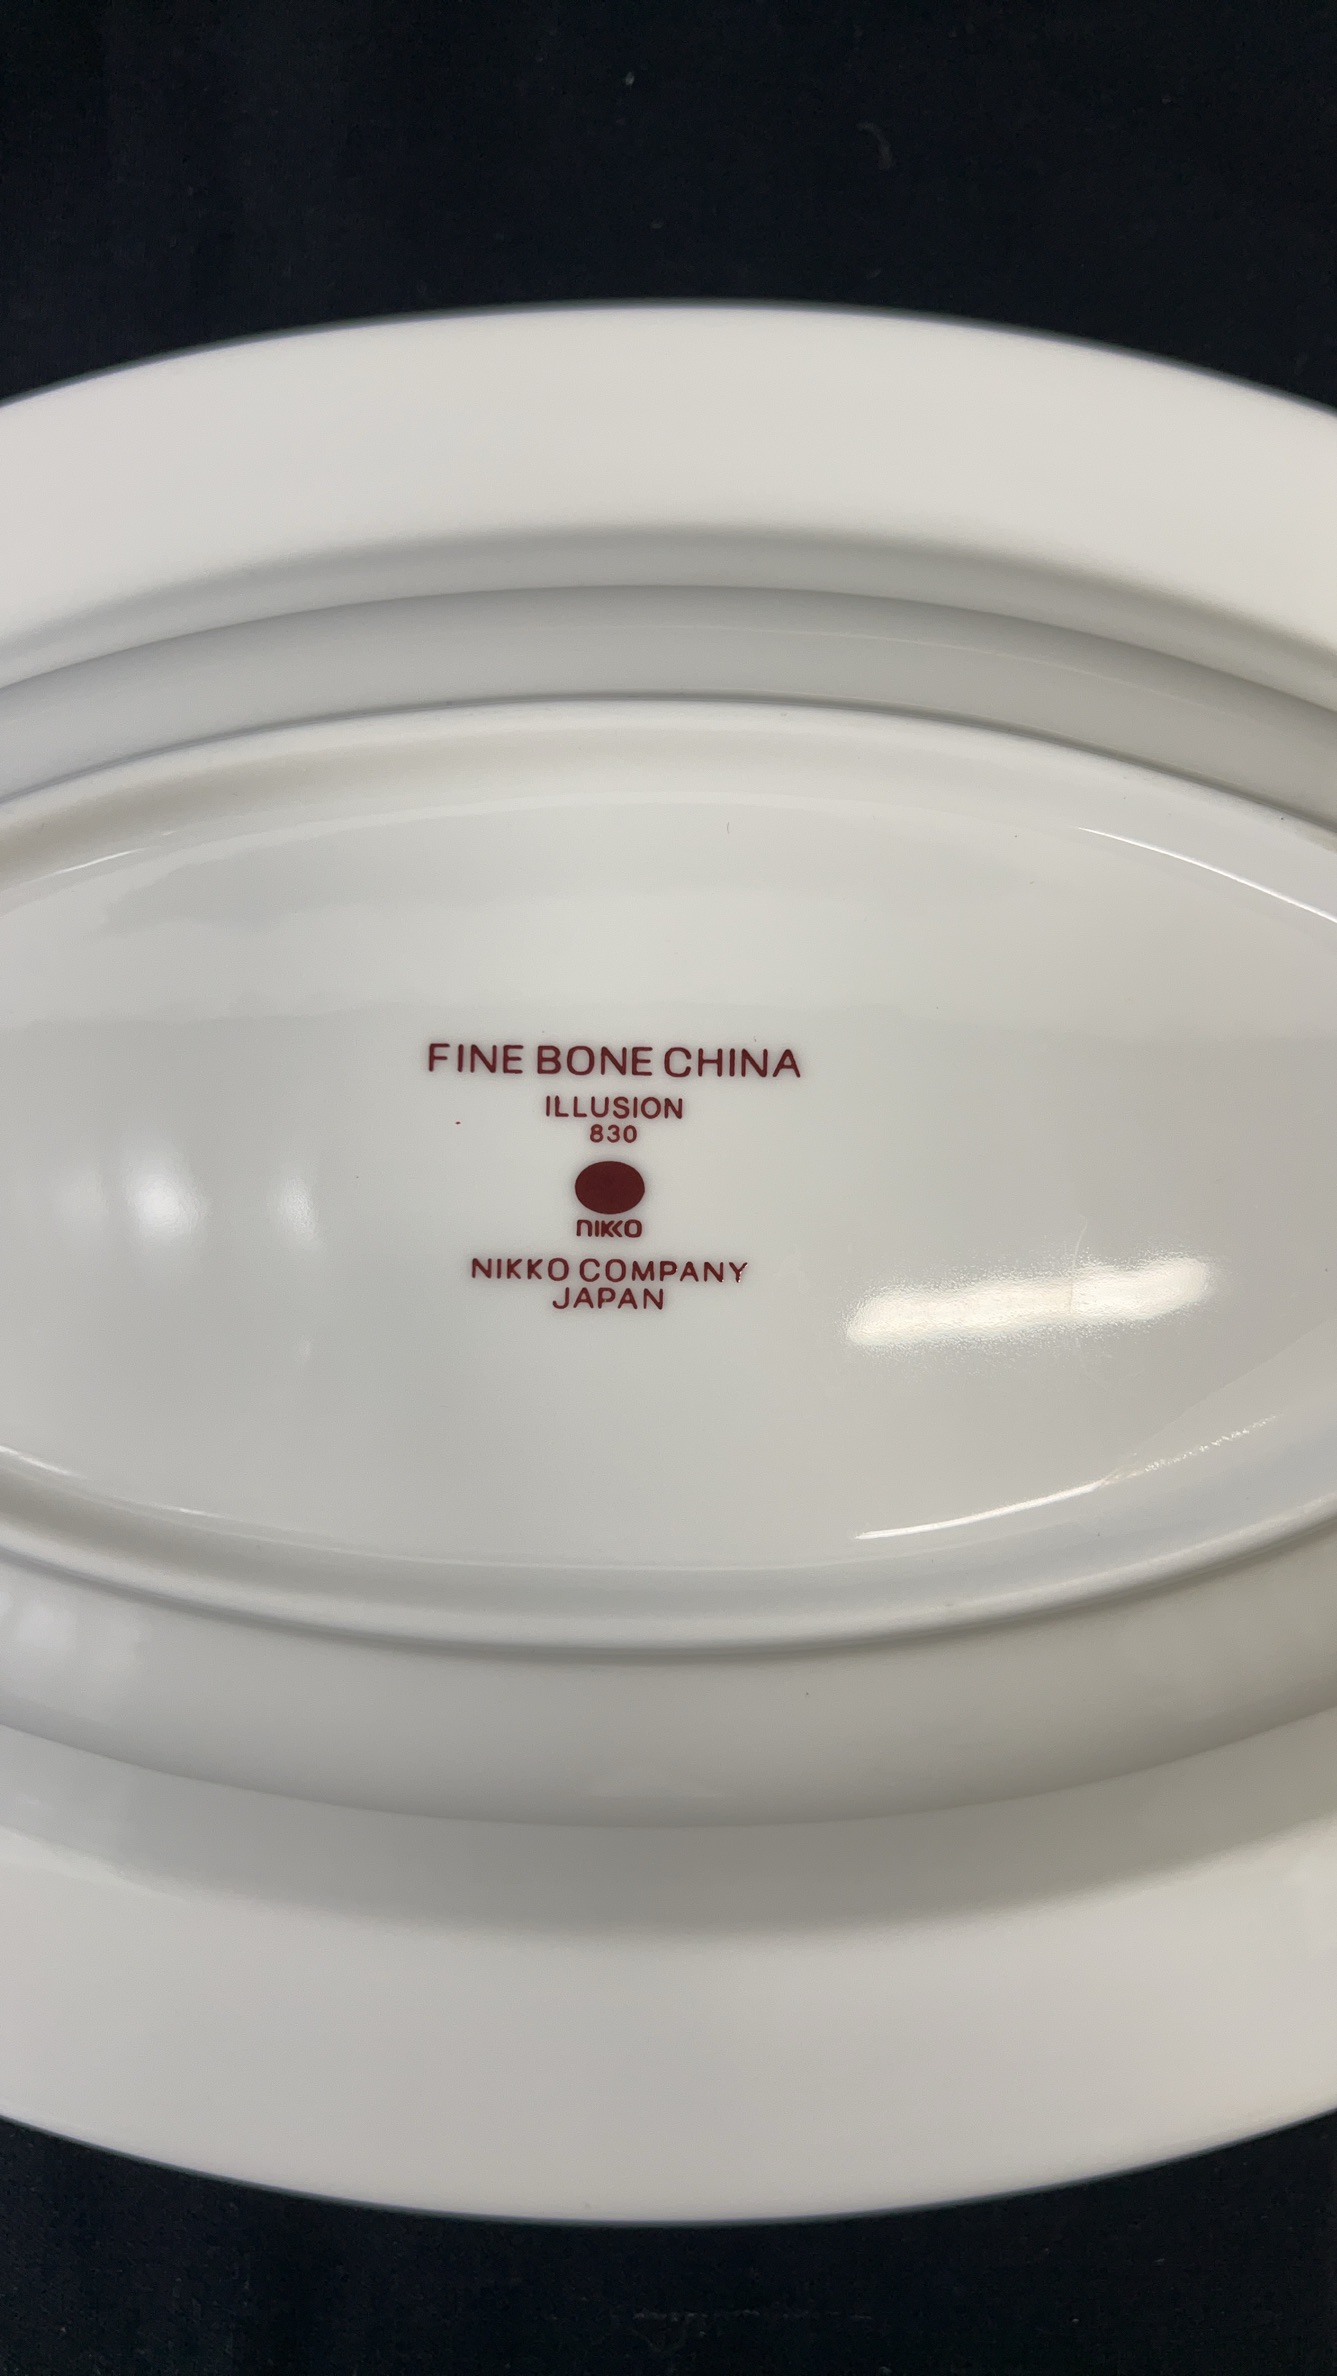 FINE BONE CHINA
ILLUSION
830
nikko
NIKKO COMPANY
JAPAN